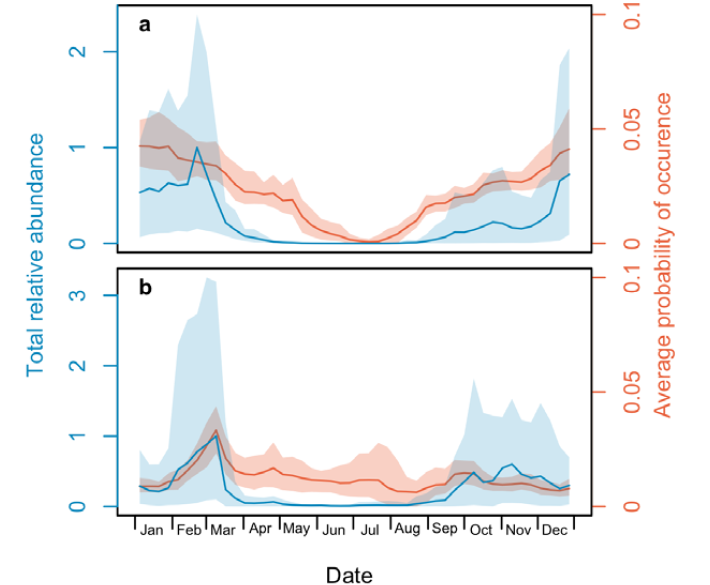 a
2
1
0
0.1
0.05
0
b
3
2
1
0
0.1
0.05
0
Total relative abundance
Average probability of occurence
Jan Feb Mar Apr May Jun Jul Aug Sep Oct Nov Dec
Date